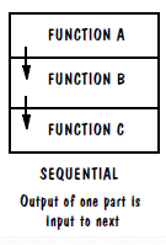 FUNCTION A
FUNCTION B
FUNCTION C
SEQUENTIAL
Output of one part is
input to next